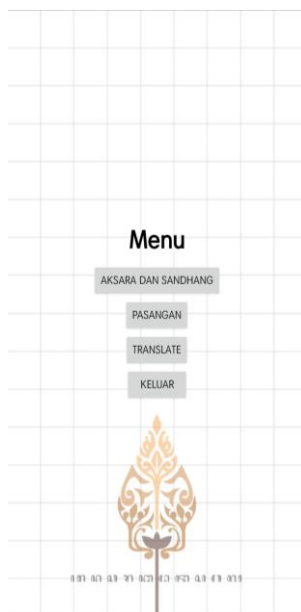 Menu
AKSARA DAN SANDHANG
PASANGAN
TRANSLATE
KELUAR